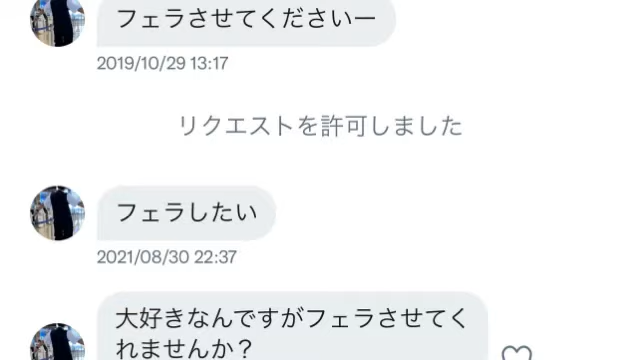 フェラさせてくださいー
2019/10/29 13:17
リクエストを許可しました
フェラしたい
2021/08/30 22:37
大好きなんですがフェラさせてく
れませんか？